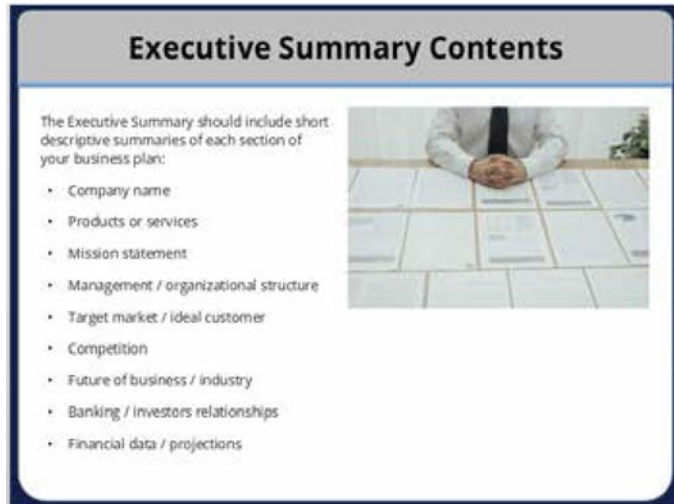 Executive Summary Contents
The Executive Summary should include short
descriptive summaries of each section of
your business plan:
• Company name
• Products or services
• Mission statement
• Management / organizational structure
• Target market / ideal customer
• Competition
• Future of business / industry
• Banking / investors relationships
• Financial data / projections